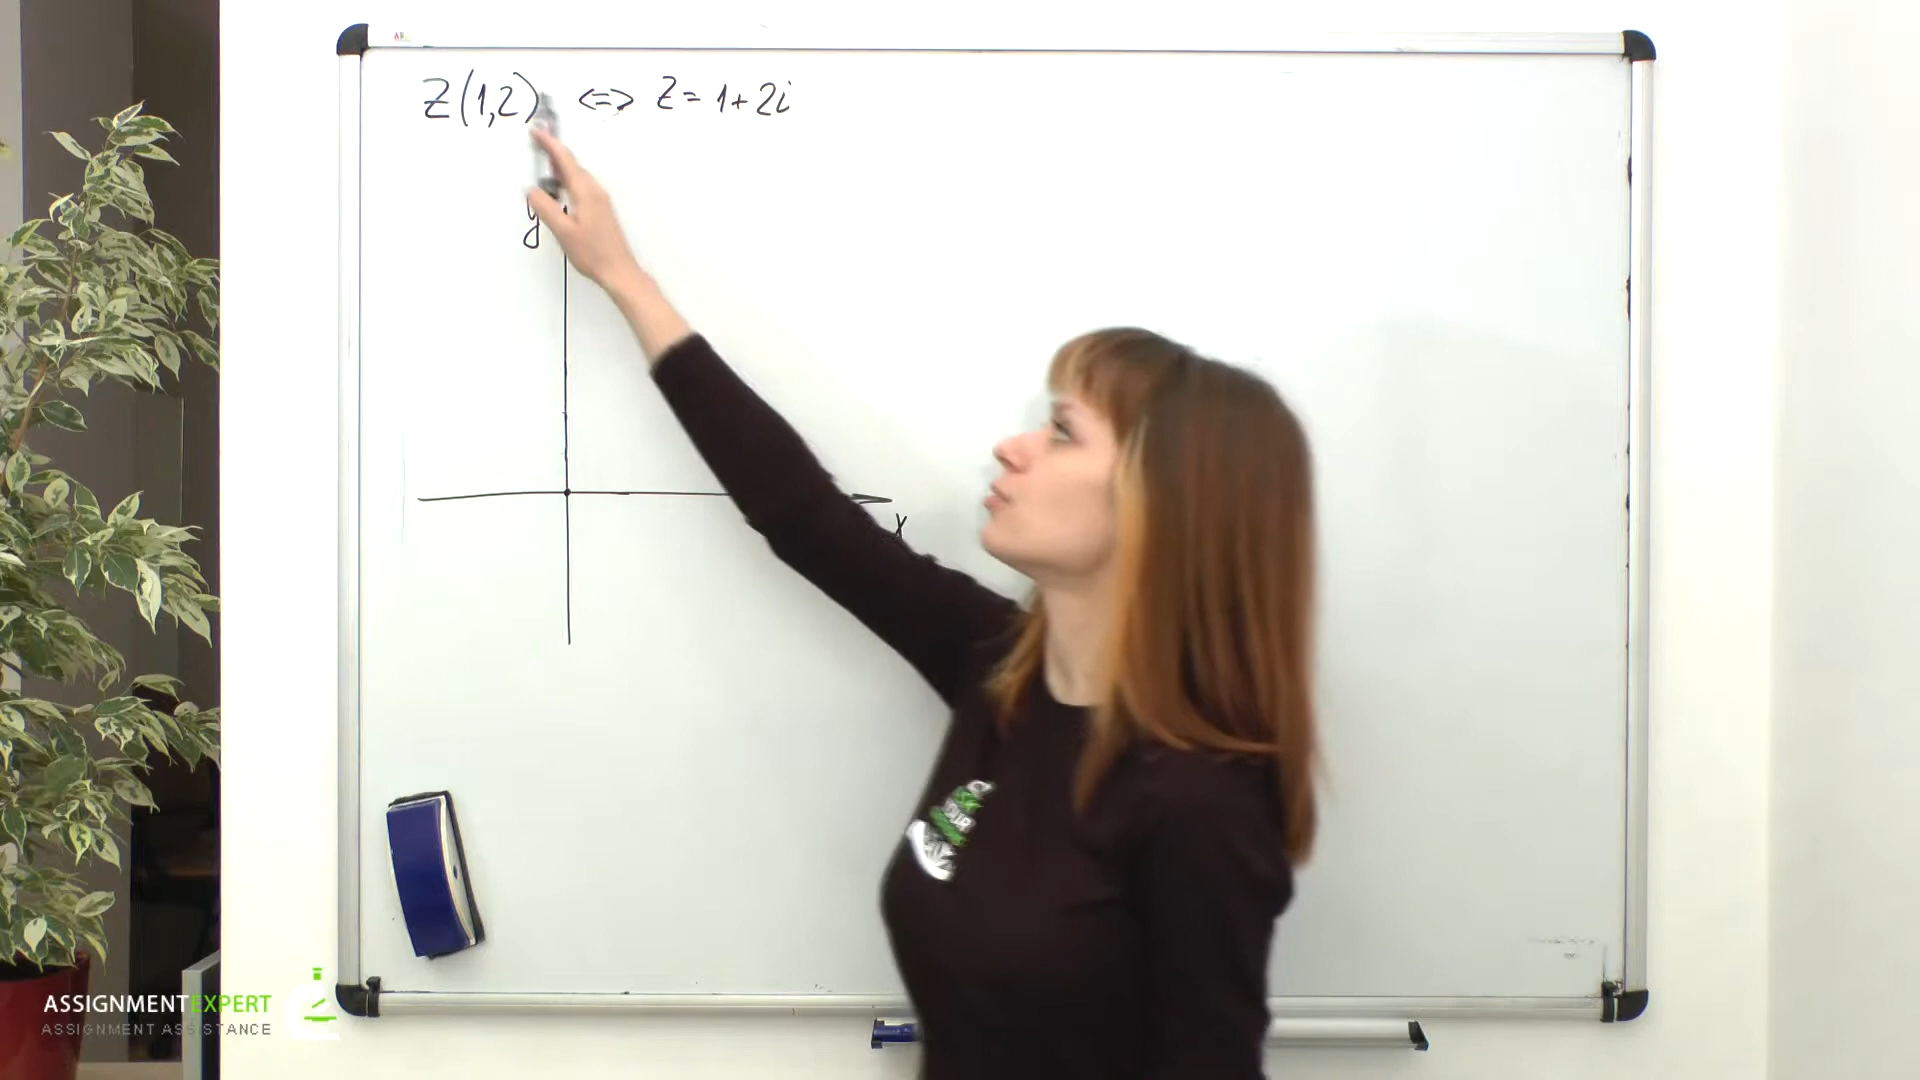 Z(1,2) <=> Z = 1 + 2i
y
x
ASSIGNMENTEXPERT
ASSIGNMENT ASSISTANCE